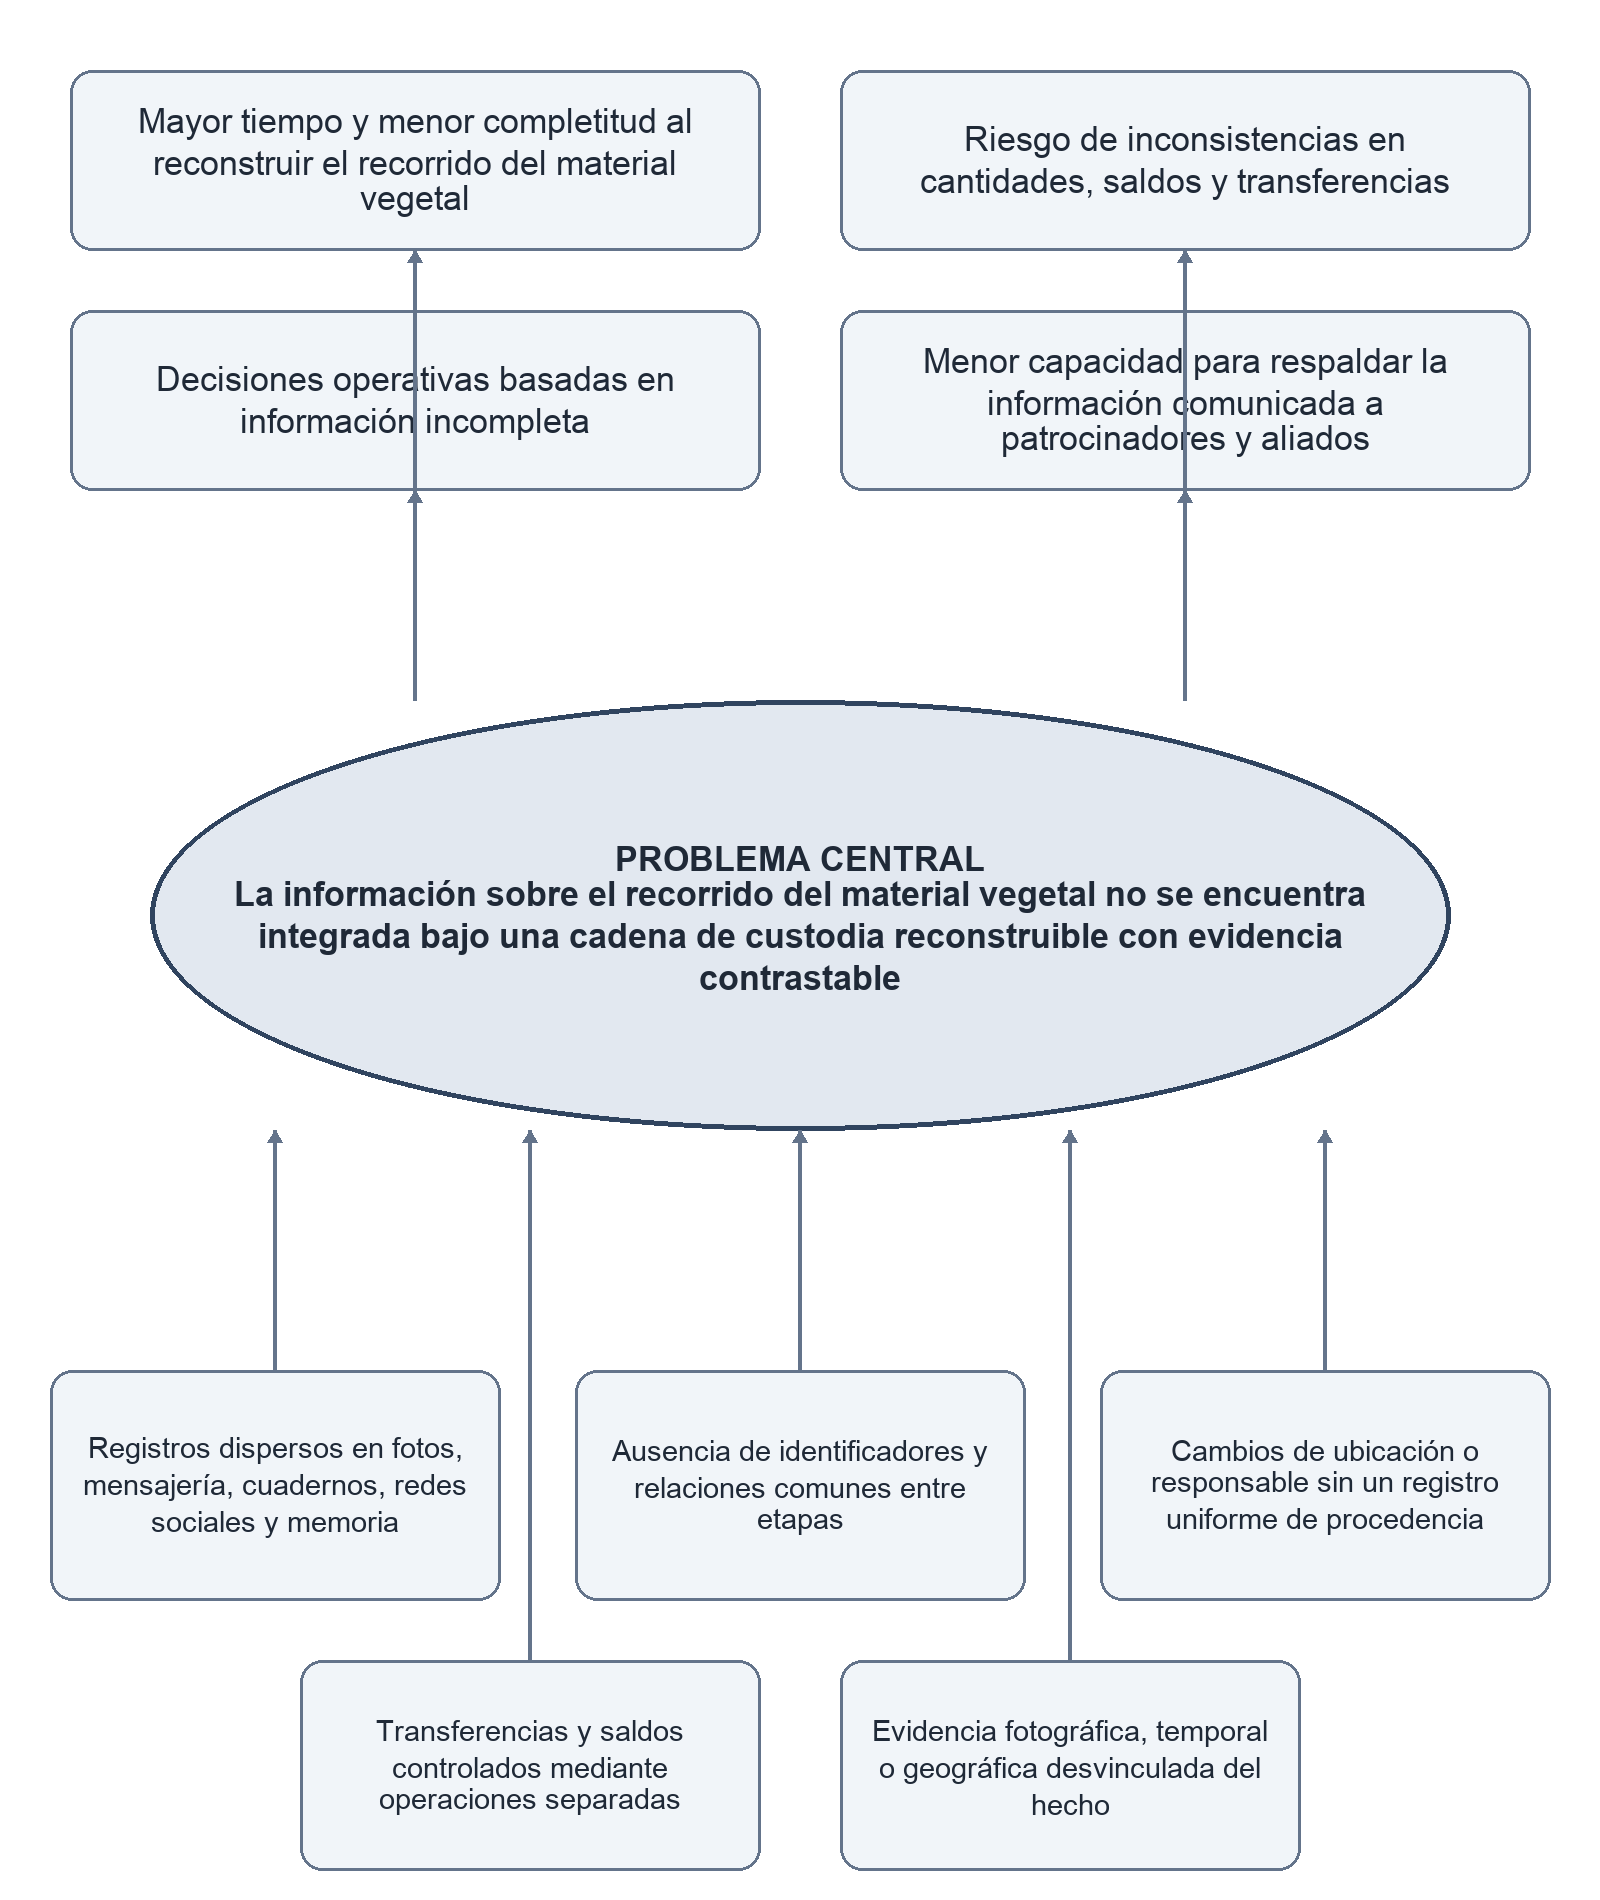 Mayor tiempo y menor completitud al
reconstruir el recorrido del material
vegetal
Riesgo de inconsistencias en
cantidades, saldos y transferencias
Decisiones operativas basadas en
información incompleta
Menor capacidad para respaldar la
información comunicada a
patrocinadores y aliados
PROBLEMA CENTRAL
La información sobre el recorrido del material vegetal no se encuentra
integrada bajo una cadena de custodia reconstruible con evidencia
contrastable
Registros dispersos en fotos,
mensajería, cuadernos, redes
sociales y memoria
Ausencia de identificadores y
relaciones comunes entre
etapas
Cambios de ubicación o
responsable sin un registro
uniforme de procedencia
Transferencias y saldos
controlados mediante
operaciones separadas
Evidencia fotográfica, temporal
o geográfica desvinculada del
hecho